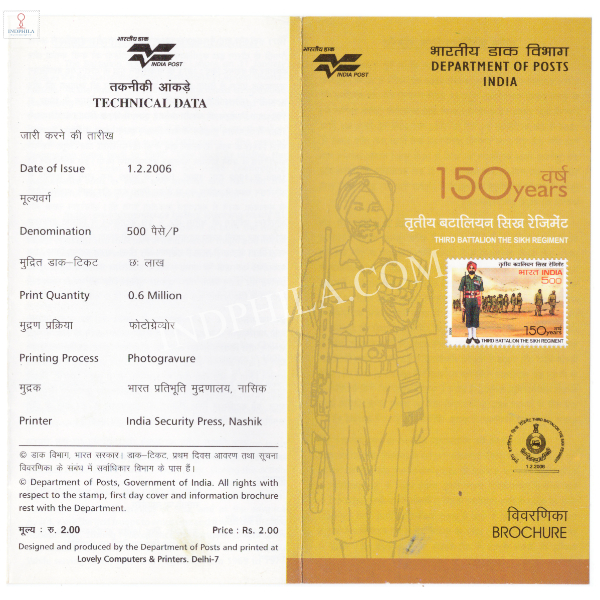 INDPHILA
भारतीय डाक
INDIA POST
तकनीकी आंकड़े
TECHNICAL DATA
जारी करने की तारीख
Date of Issue 1.2.2006
मूल्यवर्ग
Denomination 500 पैसे/P
मुद्रित डाक–टिकट छः लाख
Print Quantity 0.6 Million
मुद्रण प्रक्रिया फोटोग्रेव्योर
Printing Process Photogravure
मुद्रक भारत प्रतिभूति मुद्रणालय, नासिक
Printer India Security Press, Nashik
© डाक विभाग, भारत सरकार। डाक–टिकट, प्रथम दिवस आवरण तथा सूचना
विवरणिका के संबंध में सर्वाधिकार विभाग के पास हैं।
© Department of Posts, Government of India. All rights with
respect to the stamp, first day cover and information brochure
rest with the Department.
मूल्य : रु. 2.00 Price : Rs. 2.00
Designed and produced by the Department of Posts and printed at
Lovely Computers & Printers. Delhi-7
भारतीय डाक
INDIA POST
भारतीय डाक विभाग
DEPARTMENT OF POSTS
INDIA
150 वर्ष
years
तृतीय बटालियन सिख रेजिमेंट
THIRD BATTALION THE SIKH REGIMENT
तृतीय बटालियन सिख रेजिमेंट
भारत INDIA
500
150 वर्ष
years
THIRD BATTALION THE SIKH REGIMENT
1.2.2006
विवरणिका
BROCHURE
INDPHILA.COM